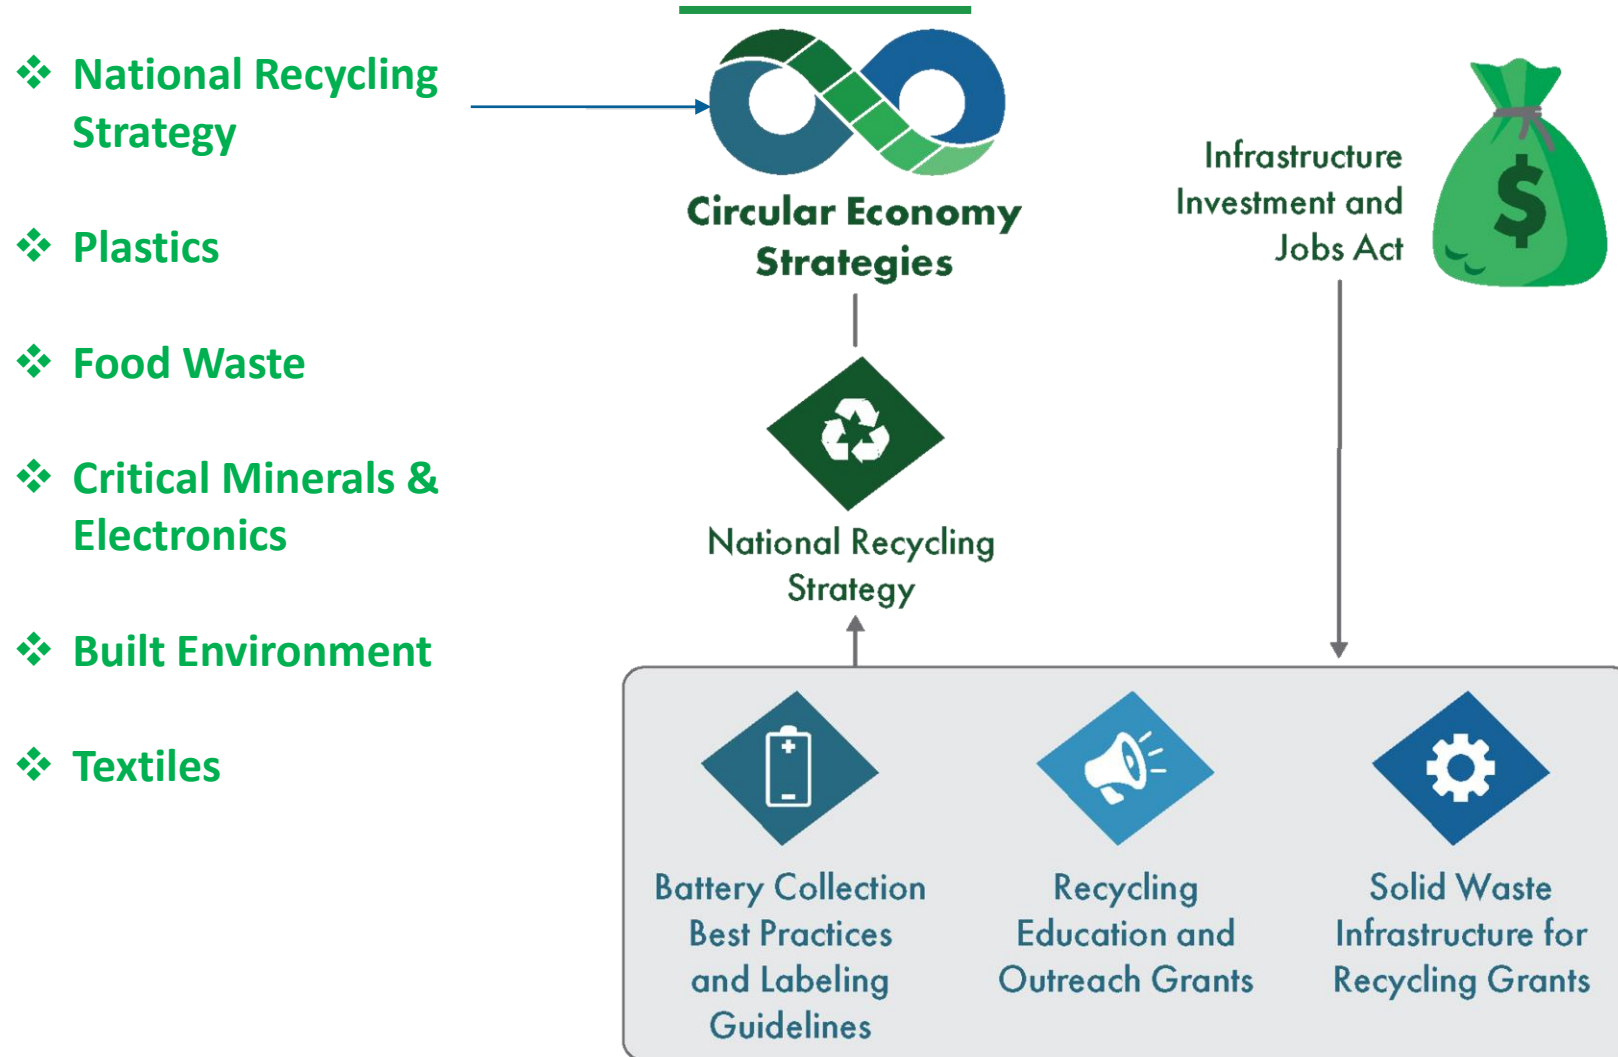 ❖ National Recycling
Strategy
❖ Plastics
❖ Food Waste
❖ Critical Minerals &
Electronics
❖ Built Environment
❖ Textiles
Circular Economy
Strategies
National Recycling
Strategy
Infrastructure
Investment and
Jobs Act
$
Battery Collection
Best Practices
and Labeling
Guidelines
Recycling
Education and
Outreach Grants
Solid Waste
Infrastructure for
Recycling Grants